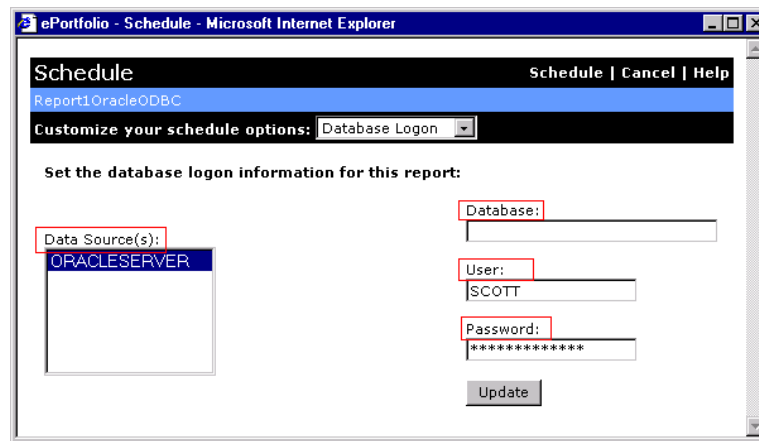 ePortfolio - Schedule - Microsoft Internet Explorer
Schedule
Schedule | Cancel | Help
Report1OracleODBC
Customize your schedule options: Database Logon
Set the database logon information for this report:
Data Source(s):
ORACLESERVER
Database:
User:
SCOTT
Password:
*************
Update